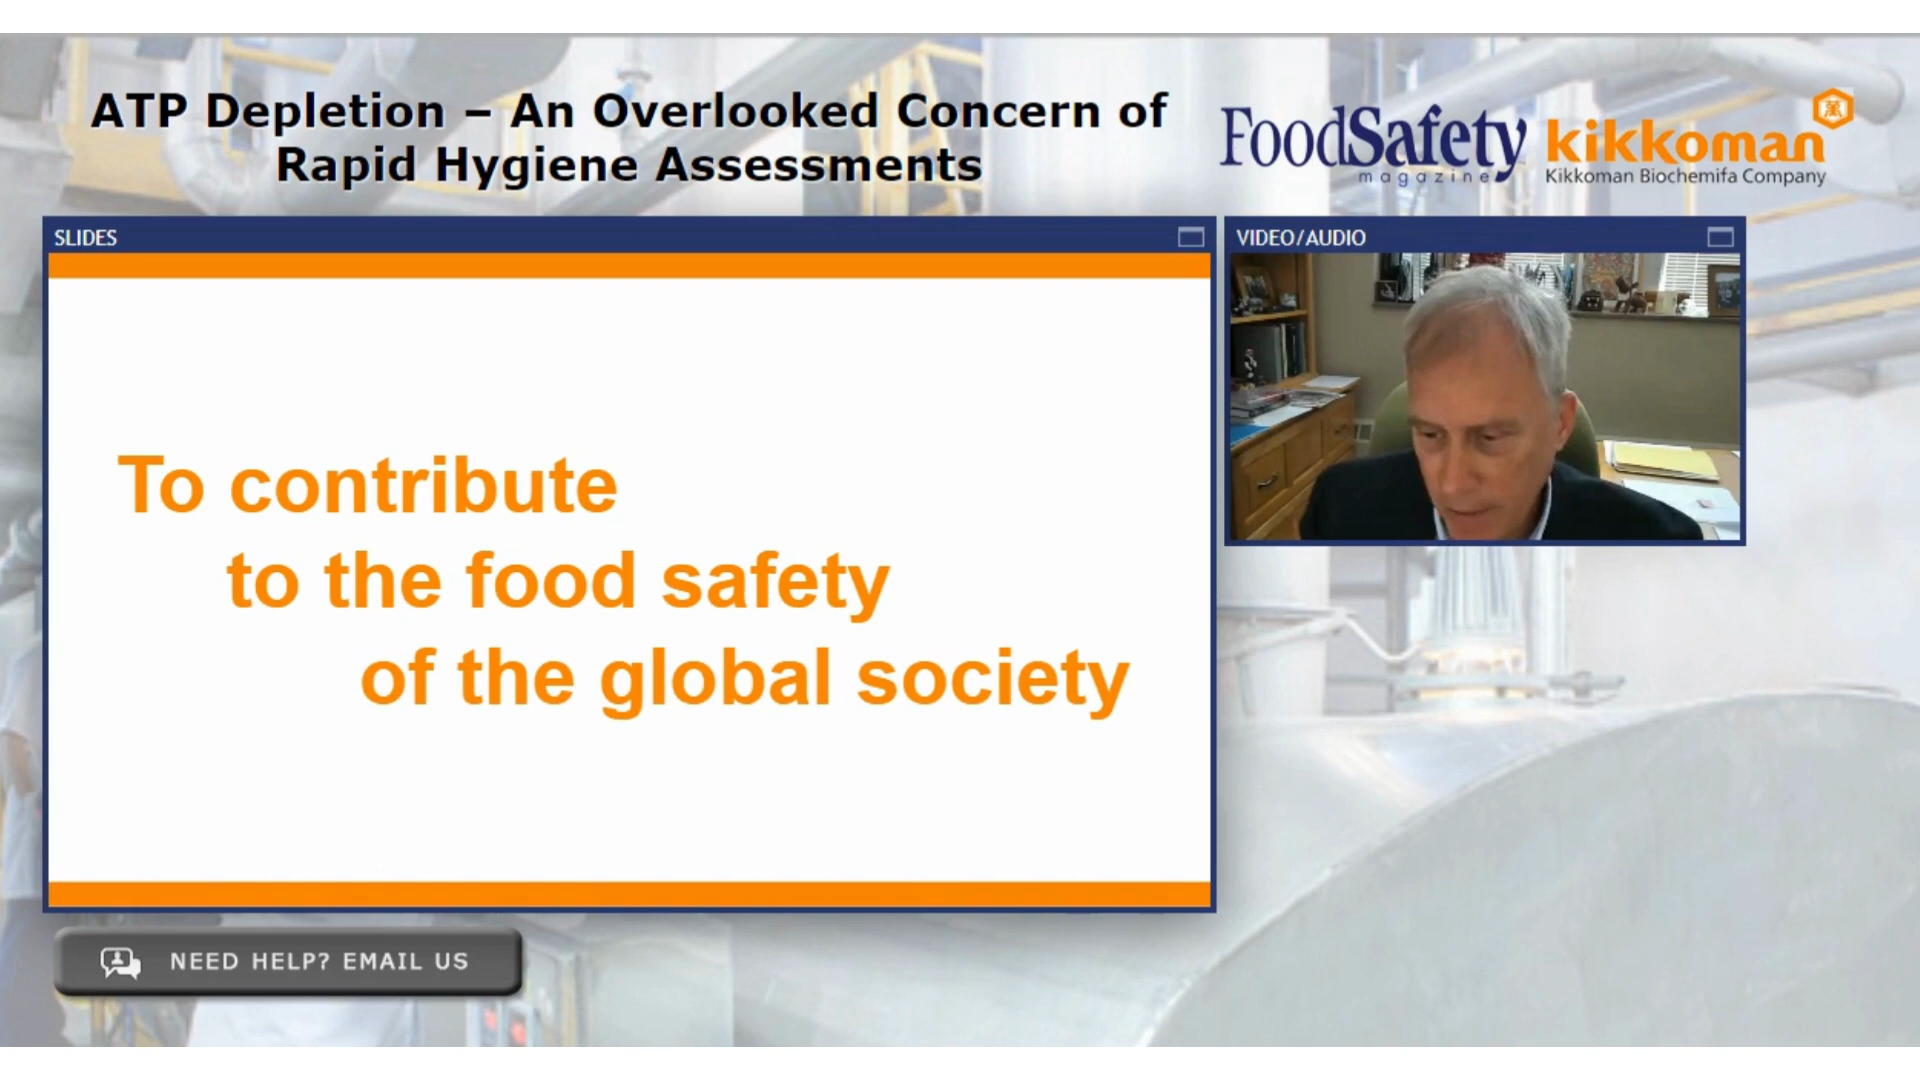 ATP Depletion – An Overlooked Concern of
Rapid Hygiene Assessments
FoodSafety
magazine
kikkoman
Kikkoman Biochemifa Company
SLIDES
VIDEO/AUDIO
To contribute
to the food safety
of the global society
NEED HELP? EMAIL US